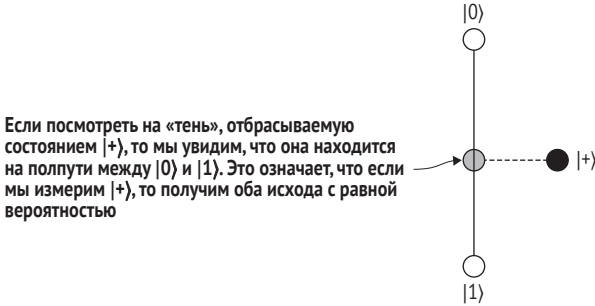 |0⟩
Если посмотреть на «тень», отбрасываемую
состоянием |+⟩, то мы увидим, что она находится
на полпути между |0⟩ и |1⟩. Это означает, что если
мы измерим |+⟩, то получим оба исхода с равной
вероятностью
|+⟩
|1⟩